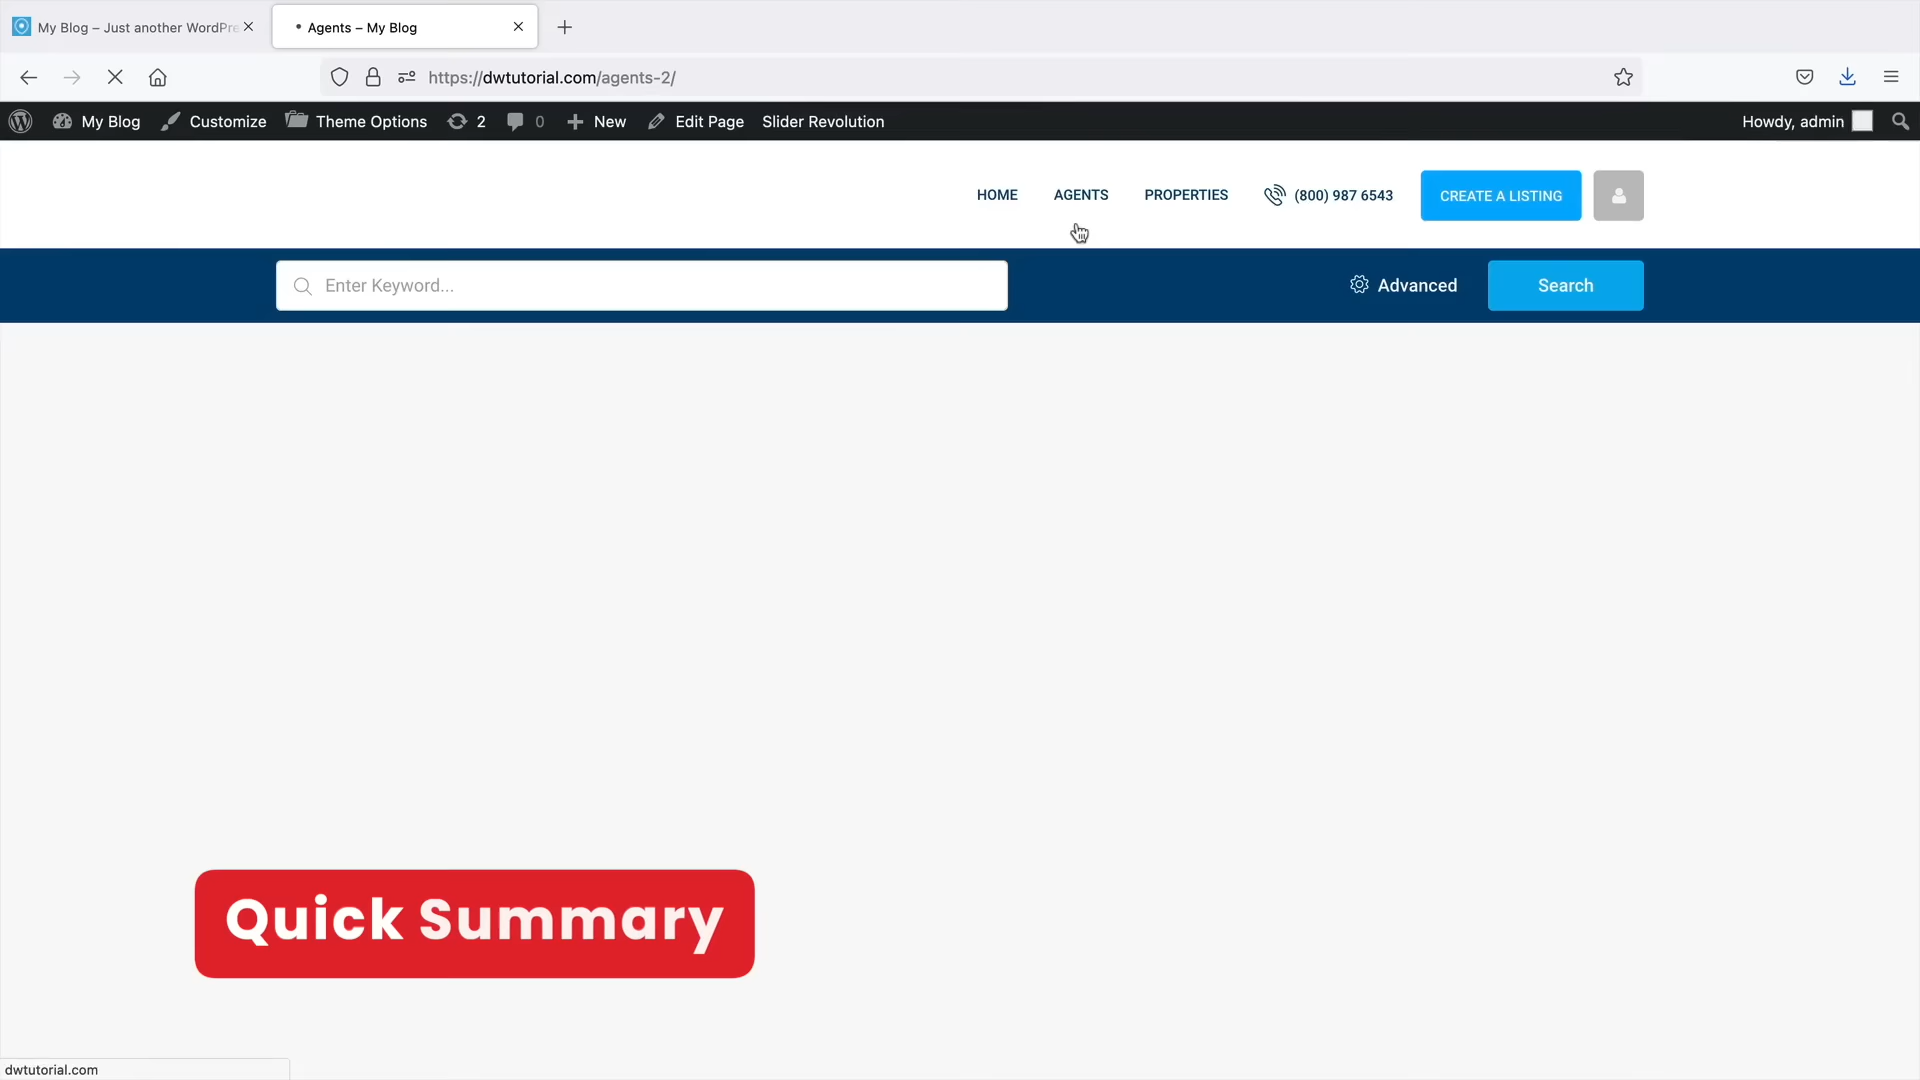 My Blog – Just another WordPre
Agents – My Blog
https://dwtutorial.com/agents-2/
My Blog
Customize
Theme Options
2
0
New
Edit Page
Slider Revolution
Howdy, admin
HOME
AGENTS
PROPERTIES
(800) 987 6543
CREATE A LISTING
Enter Keyword...
Advanced
Search
Quick Summary
dwtutorial.com